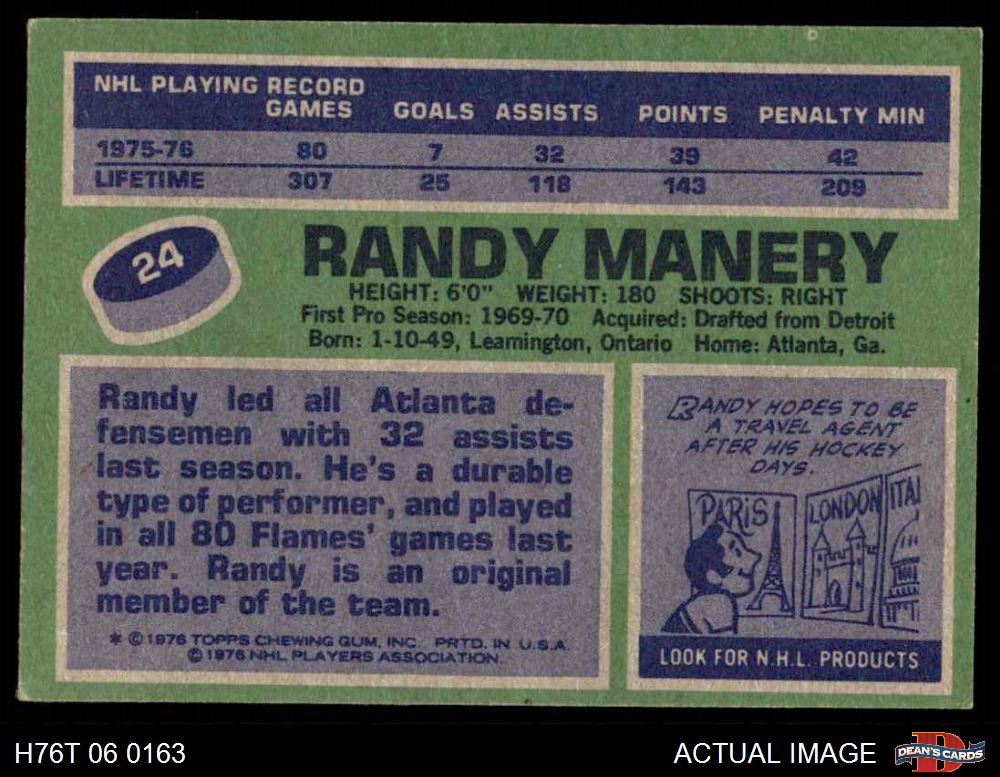 NHL PLAYING RECORD
GAMES GOALS ASSISTS POINTS PENALTY MIN
1975-76 80 7 32 39 42
LIFETIME 307 25 118 143 209
24
RANDY MANERY
HEIGHT: 6'0" WEIGHT: 180 SHOOTS: RIGHT
First Pro Season: 1969-70 Acquired: Drafted from Detroit
Born: 1-10-49, Leamington, Ontario Home: Atlanta, Ga.
Randy led all Atlanta de-
fensemen with 32 assists
last season. He's a durable
type of performer, and played
in all 80 Flames' games last
year. Randy is an original
member of the team.
* © 1976 TOPPS CHEWING GUM, INC. PRTD. IN U.S.A.
© 1976 NHL PLAYERS ASSOCIATION.
RANDY HOPES TO BE
A TRAVEL AGENT
AFTER HIS HOCKEY
DAYS.
PARIS
LONDON
ITAL
LOOK FOR N.H.L. PRODUCTS
H76T 06 0163
ACTUAL IMAGE
D
DEAN'S CARDS